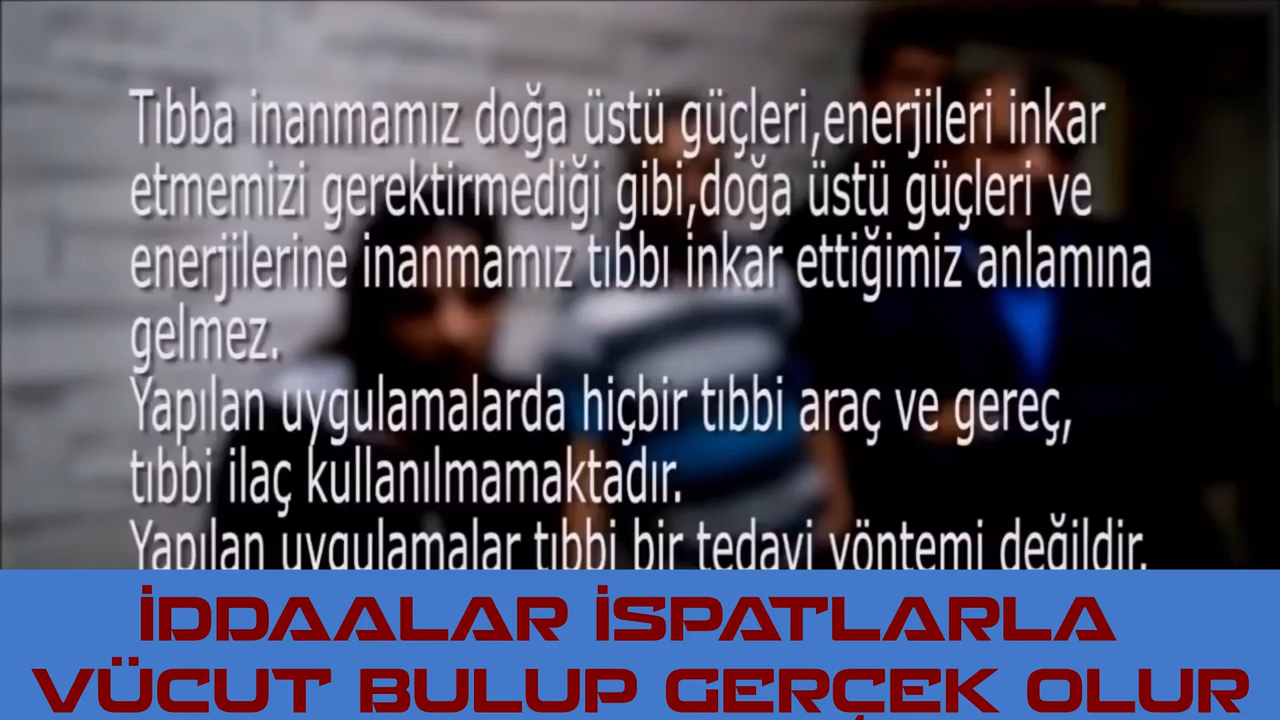 Tıbba inanmamız doğa üstü güçleri,enerjileri inkar
etmemizi gerektirmediği gibi,doğa üstü güçleri ve
enerjilerine inanmamız tıbbı inkar ettiğimiz anlamına
gelmez.
Yapılan uygulamalarda hiçbir tıbbi araç ve gereç,
tıbbi ilaç kullanılmamaktadır.
Yapılan uygulamalar tıbbi bir tedavi yöntemi değildir.
İDDAALAR İSPATLARLA
VÜCUT BULUP GERÇEK OLUR